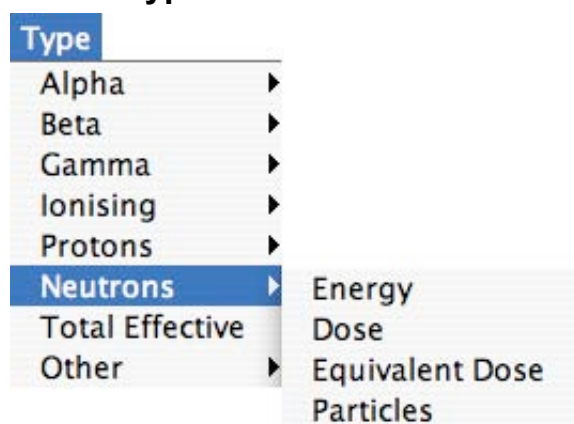 Type
Alpha
Beta
Gamma
Ionising
Protons
Neutrons
Total Effective
Other
Energy
Dose
Equivalent Dose
Particles